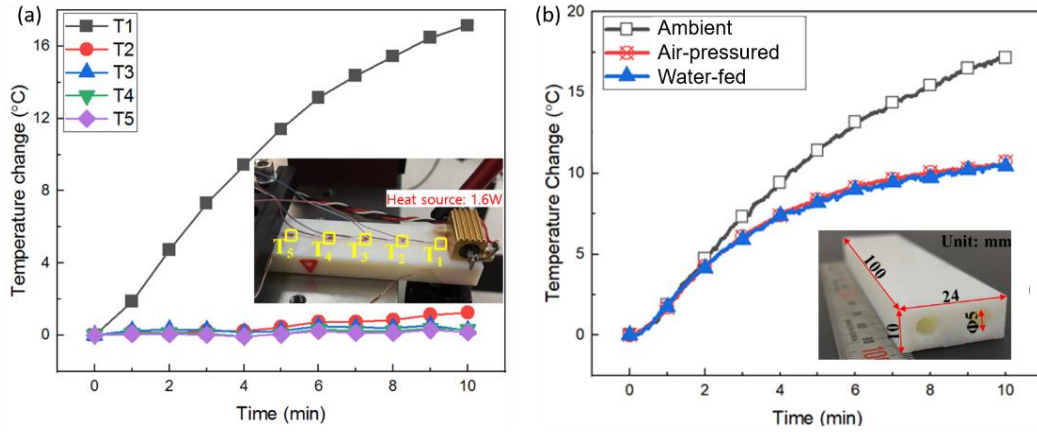 (a)
T1
T2
T3
T4
T5
Temperature change (°C)
16
12
8
4
0
0 2 4 6 8 10
Time (min)
Heat source: 1.6W
T5 T4 T3 T2 T1
(b)
Ambient
Air-pressured
Water-fed
Temperature Change (°C)
20
15
10
5
0
0 2 4 6 8 10
Time (min)
Unit: mm
100
24
10
Φ5
100